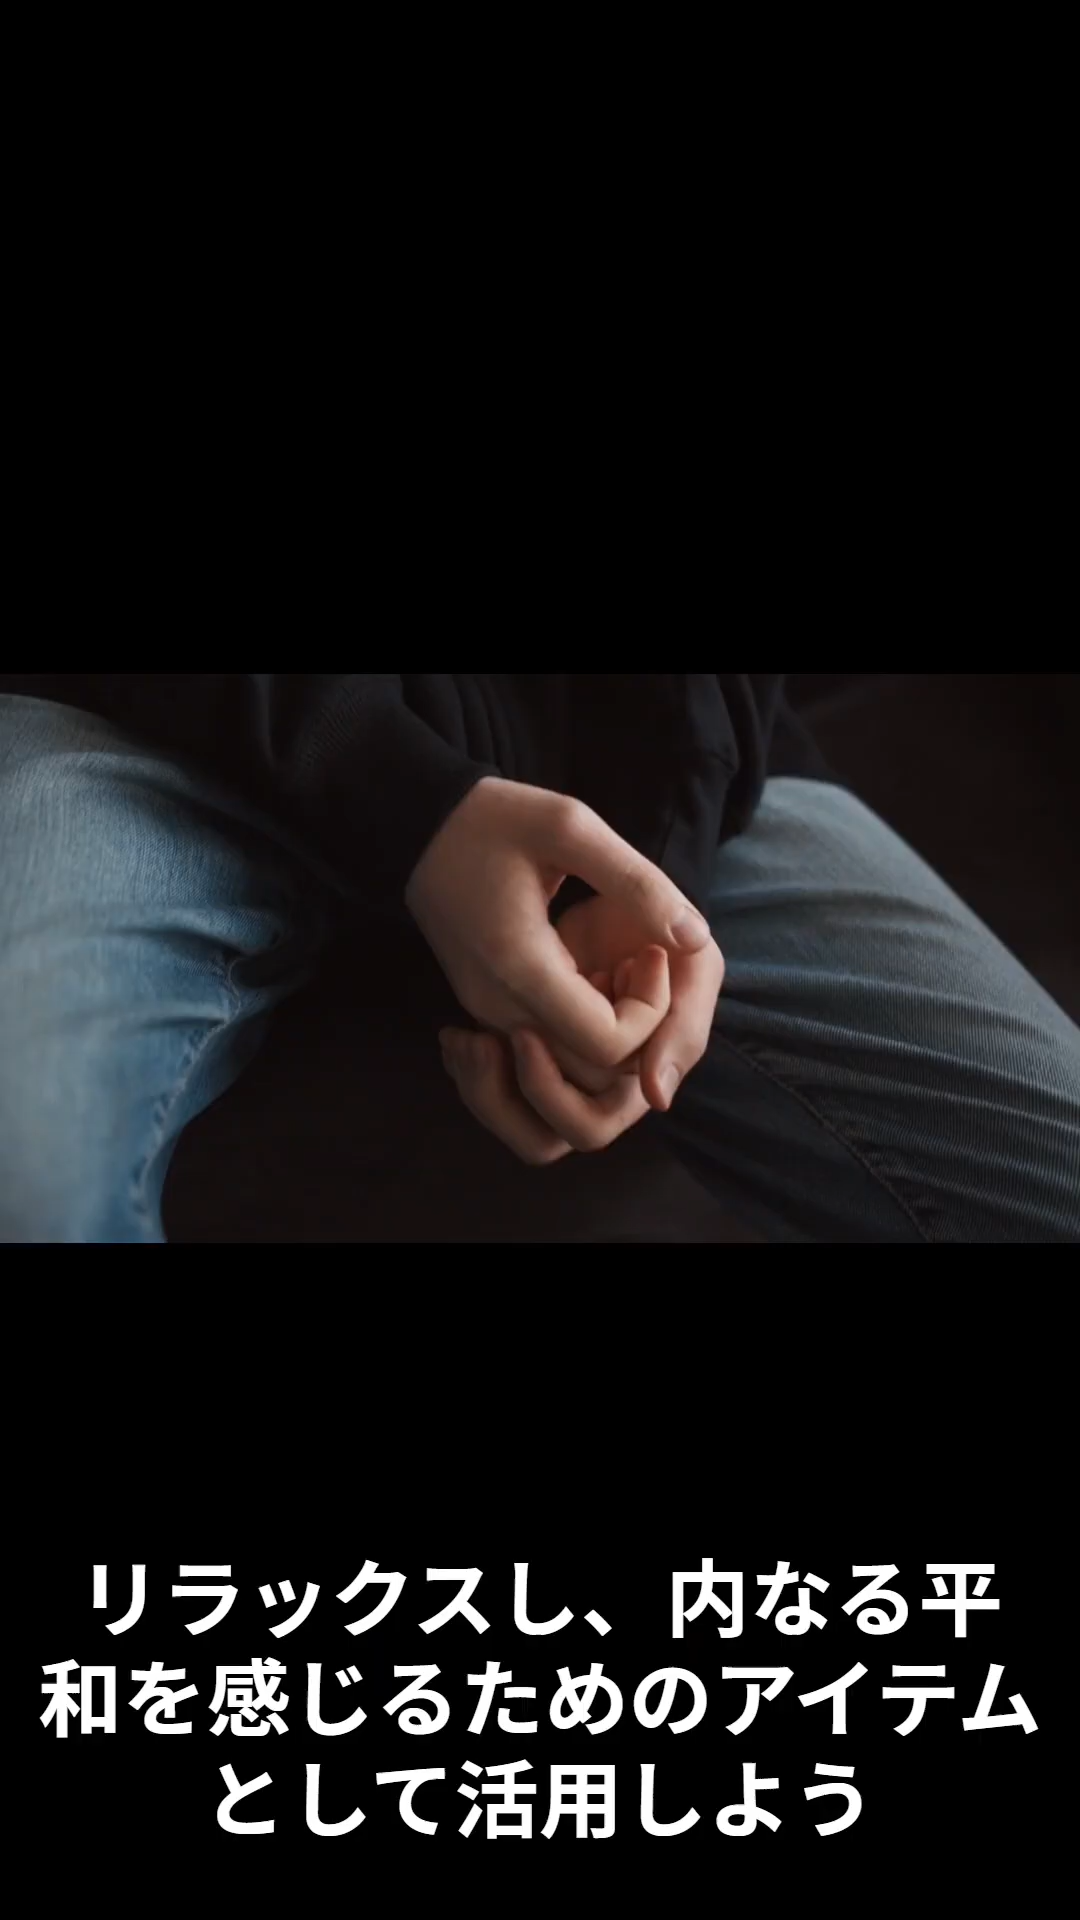 リラックスし、内なる平
和を感じるためのアイテム
として活用しよう